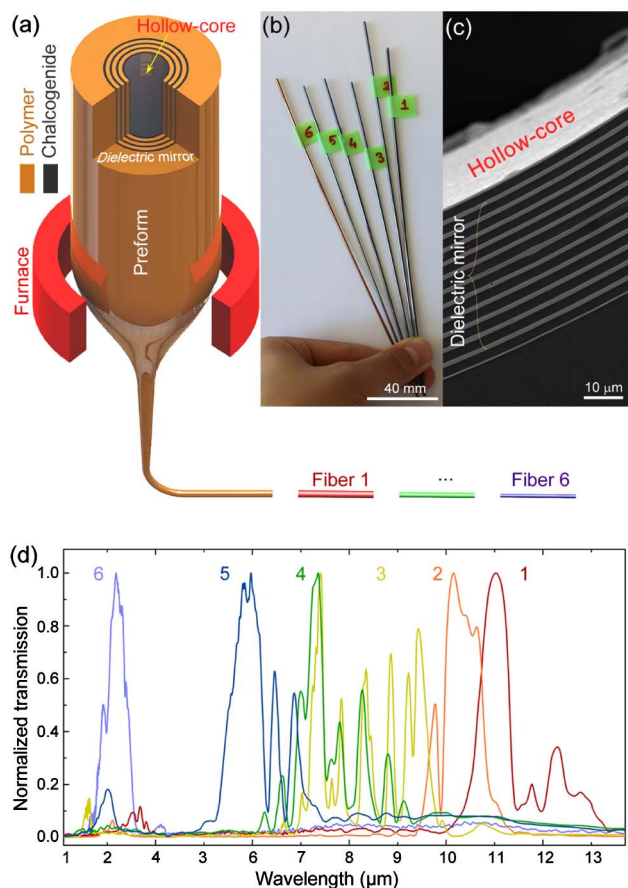 (a)
Hollow-core
Polymer
Chalcogenide
Dielectric mirror
Preform
Furnace
(b)
6
5
4
3
2
1
40 mm
(c)
Hollow-core
Dielectric mirror
10 μm
Fiber 1
...
Fiber 6
(d)
Normalized transmission
1.0
0.8
0.6
0.4
0.2
0.0
6
5
4
3
2
1
1 2 4 3 6 7 8 9 10 11 12 13
Wavelength (μm)